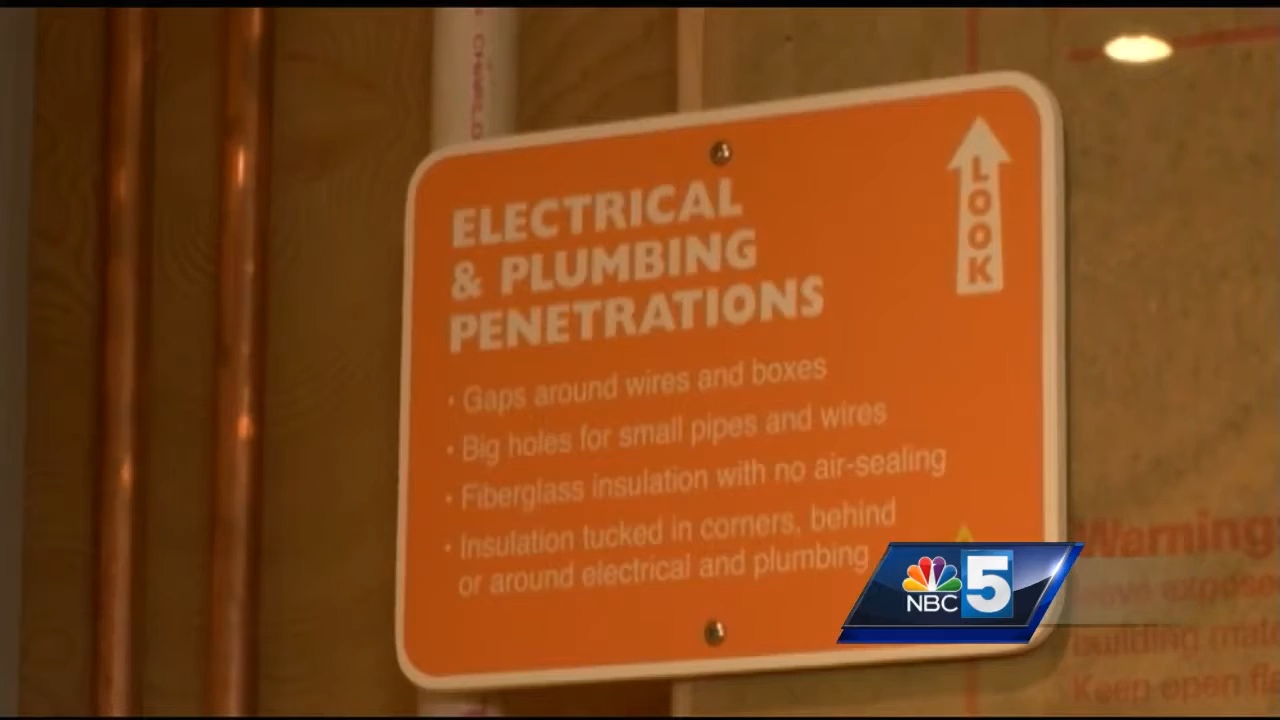 ELECTRICAL
& PLUMBING
PENETRATIONS
LOOK
• Gaps around wires and boxes
• Big holes for small pipes and wires
• Fiberglass insulation with no air-sealing
• Insulation tucked in corners, behind
or around electrical and plumbing
NBC 5
Warning:
building
Keep open